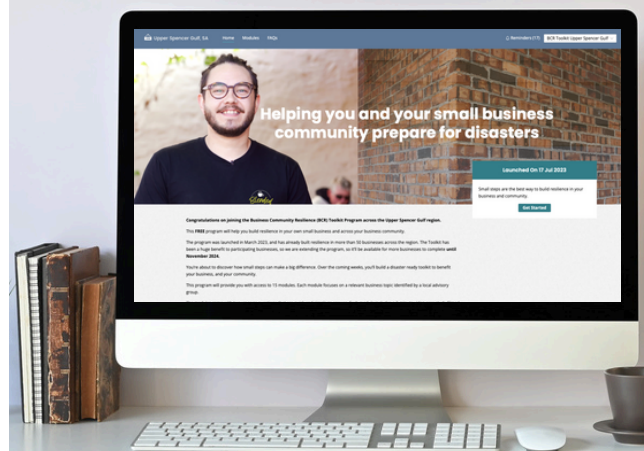 Upper Spencer Gulf, SA Home Modules FAQs Reminders (17) BCR Toolkit Upper Spencer Gulf
Helping you and your small business
community prepare for disasters
Launched On 17 Jul 2023
Small steps are the best way to build resilience in your
business and community.
Get Started
Congratulations on joining the Business Community Resilience (BCR) Toolkit Program across the Upper Spencer Gulf region.
This FREE program will help you build resilience in your own small business and across your business community.
The program was launched in March 2023, and has already built resilience in more than 50 businesses across the region. The Toolkit has
been a huge benefit to participating businesses, so we are extending the program, so it'll be available for more businesses to complete until
November 2024.
You're about to discover how small steps can make a big difference. Over the coming weeks, you'll build a disaster ready toolkit to benefit
your business, and your community.
This program will provide you with access to 15 modules. Each module focuses on a relevant business topic identified by a local advisory
group.